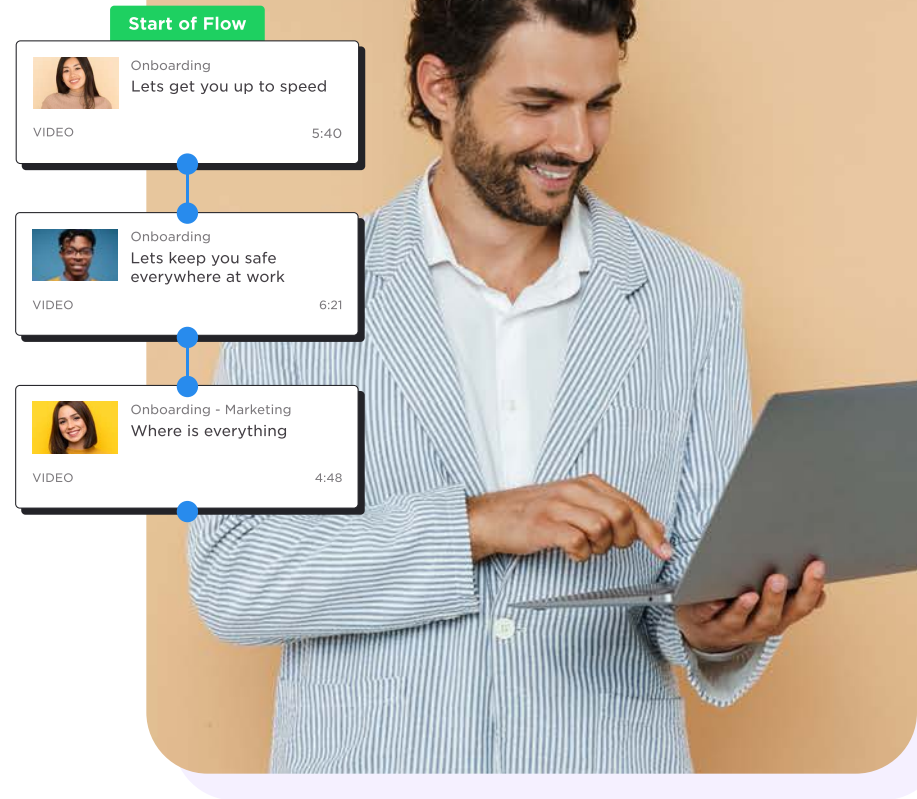 Start of Flow
Onboarding
Lets get you up to speed
VIDEO
5:40
Onboarding
Lets keep you safe
everywhere at work
VIDEO
6:21
Onboarding - Marketing
Where is everything
VIDEO
4:48